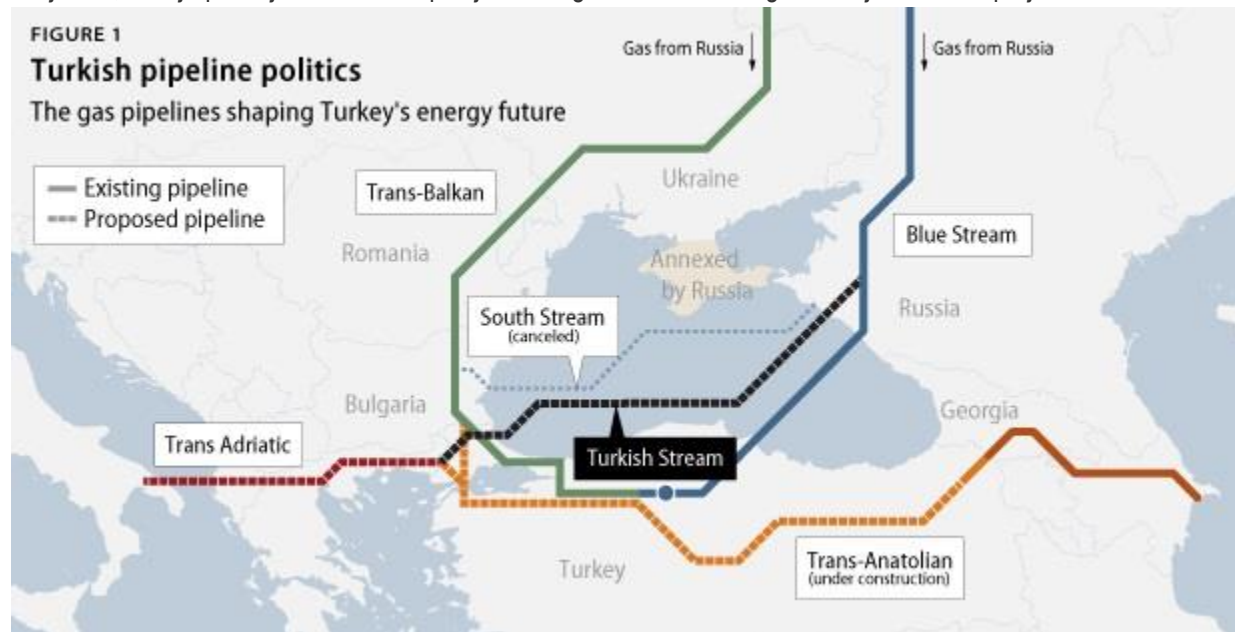 FIGURE 1
Turkish pipeline politics
The gas pipelines shaping Turkey's energy future
Existing pipeline
Proposed pipeline
Gas from Russia
Gas from Russia
Trans-Balkan
Ukraine
Romania
Annexed
by Russia
Blue Stream
Russia
South Stream
(canceled)
Bulgaria
Georgia
Trans Adriatic
Turkish Stream
Turkey
Trans-Anatolian
(under construction)